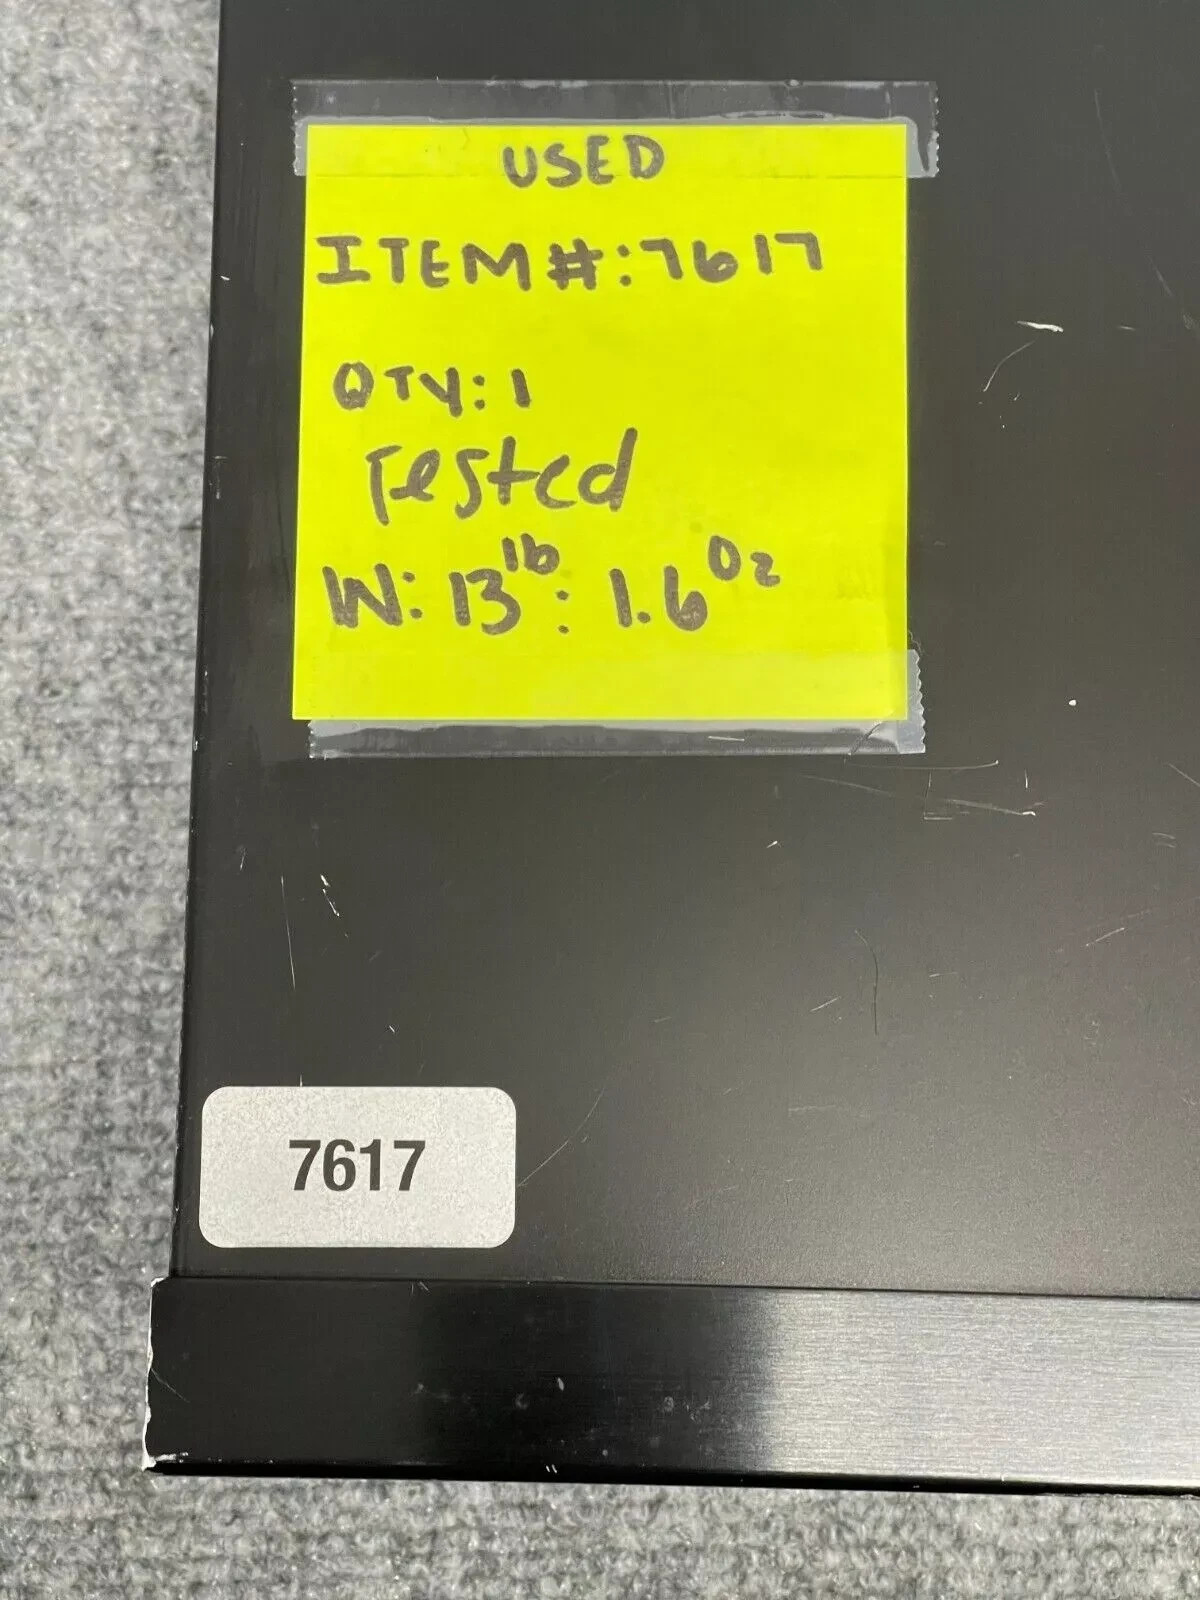 USED
ITEM#:7617
QTY:1
Tested
W: 13lb: 1.6Oz
7617